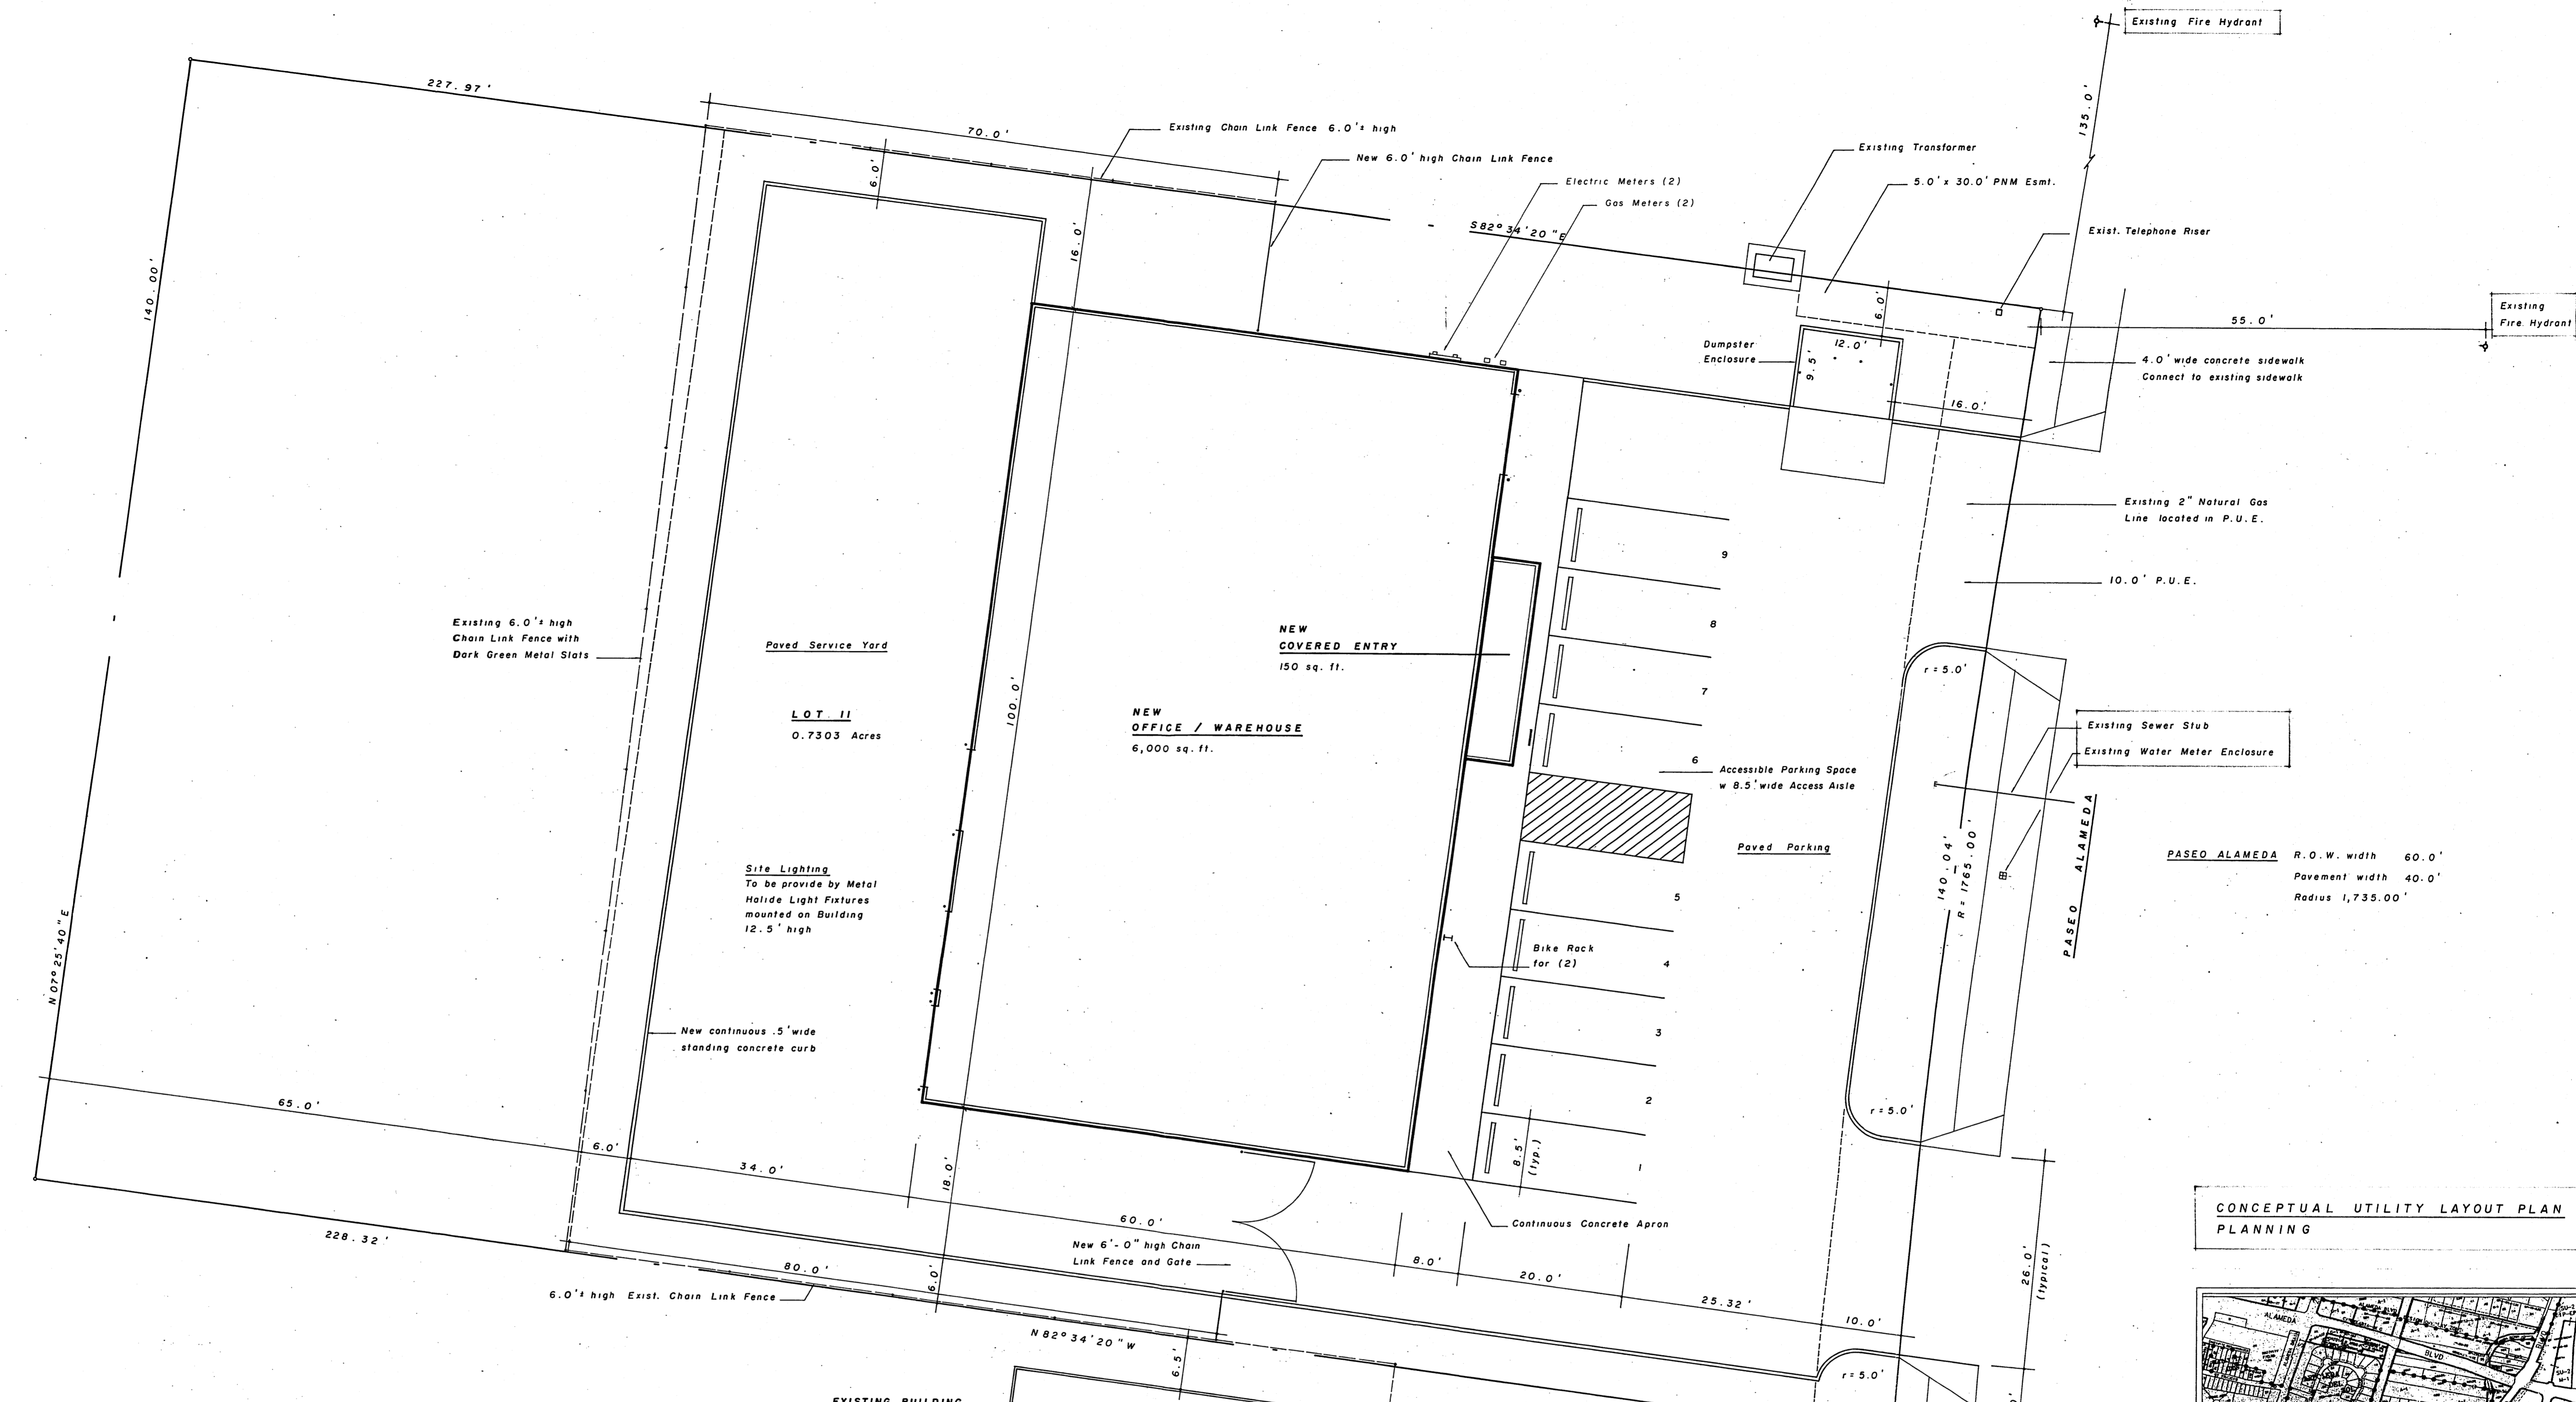 Existing Fire Hydrant
227.97'
70.0'
Existing Chain Link Fence 6.0'± high
135.0'
New 6.0' high Chain Link Fence
Existing Transformer
6.0'
Electric Meters (2)
5.0' x 30.0' PNM Esmt.
Gas Meters (2)
16.0'
S82°34'20"E
Exist. Telephone Riser
140.00'
6.0'
Existing
Fire Hydrant
55.0'
Dumpster
Enclosure
12.0'
9.5'
4.0' wide concrete sidewalk
Connect to existing sidewalk
16.0'
Existing 2" Natural Gas
Line located in P.U.E.
9
10.0' P.U.E.
Existing 6.0'± high
Chain Link Fence with
Dark Green Metal Slats
Paved Service Yard
NEW
COVERED ENTRY
150 sq. ft.
8
r = 5.0'
7
100.0'
LOT 11
0.7303 Acres
NEW
OFFICE / WAREHOUSE
6,000 sq. ft.
Existing Sewer Stub
Existing Water Meter Enclosure
6
Accessible Parking Space
w 8.5' wide Access Aisle
Paved Parking
140.04'
R = 1765.00'
PASEO ALAMEDA
PASEO ALAMEDA R.O.W. width 60.0'
Pavement width 40.0'
Radius 1,735.00'
Site Lighting
To be provide by Metal
Halide Light Fixtures
mounted on Building
12.5' high
5
Bike Rack
for (2)
4
N 07°25'40" E
New continuous .5' wide
standing concrete curb
3
2
r = 5.0'
65.0'
6.0'
34.0'
18.0'
8.5'
(typ.)
1
60.0'
Continuous Concrete Apron
CONCEPTUAL UTILITY LAYOUT PLAN
PLANNING
228.32'
New 6'-0" high Chain
Link Fence and Gate
8.0'
20.0'
26.0'
(typical)
80.0'
6.0'
6.0'± high Exist. Chain Link Fence
25.32'
10.0'
N 82°34'20" W
6.5'
r = 5.0'
EXISTING BUILDING
ALAMEDA
BLVD